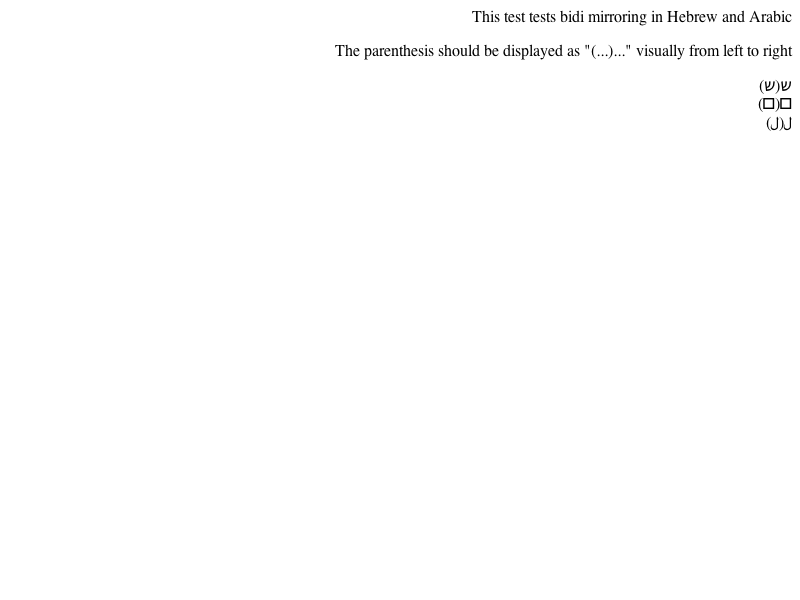 This test tests bidi mirroring in Hebrew and Arabic
The parenthesis should be displayed as "(...)..." visually from left to right
ש(ש)
ل(ل)